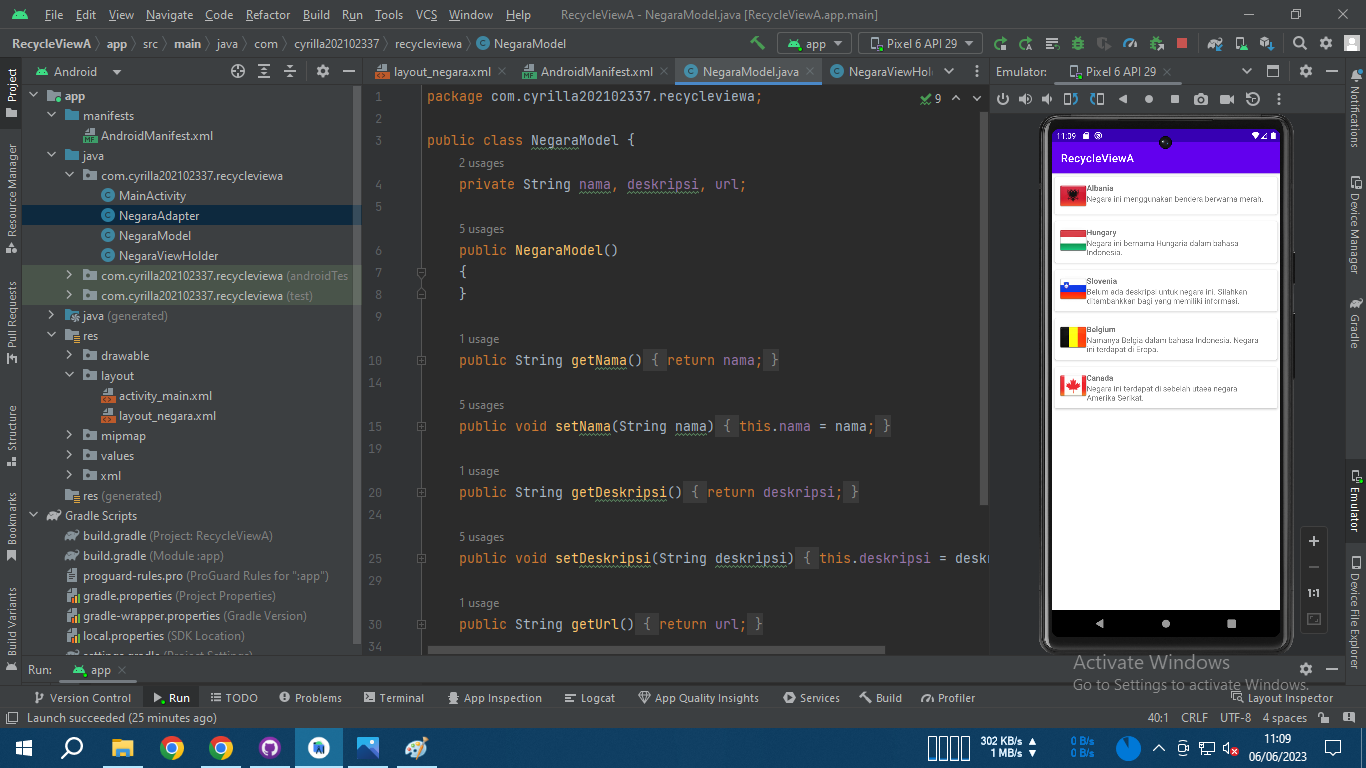 File Edit View Navigate Code Refactor Build Run Tools VCS Window Help RecycleViewA - NegaraModel.java [RecycleViewA.app.main]
RecycleViewA app src main java com cyrilla202102337 recycleviewa NegaraModel app Pixel 6 API 29
Project
Resource Manager
Pull Requests
Structure
Bookmarks
Build Variants
Android
app
manifests
AndroidManifest.xml
java
com.cyrilla202102337.recycleviewa
MainActivity
NegaraAdapter
NegaraModel
NegaraViewHolder
com.cyrilla202102337.recycleviewa (androidTes
com.cyrilla202102337.recycleviewa (test)
java (generated)
res
drawable
layout
activity_main.xml
layout_negara.xml
mipmap
values
xml
res (generated)
Gradle Scripts
build.gradle (Project: RecycleViewA)
build.gradle (Module :app)
proguard-rules.pro (ProGuard Rules for ":app")
gradle.properties (Project Properties)
gradle-wrapper.properties (Gradle Version)
local.properties (SDK Location)
settings.gradle (Project Settings)
layout_negara.xml AndroidManifest.xml NegaraModel.java NegaraViewHol
9
1 package com.cyrilla202102337.recycleviewa;
2
3 public class NegaraModel {
2 usages
4 private String nama, deskripsi, url;
5
5 usages
6 public NegaraModel()
7 {
8 }
9
1 usage
10 public String getNama() { return nama; }
14
5 usages
15 public void setNama(String nama) { this.nama = nama; }
19
1 usage
20 public String getDeskripsi() { return deskripsi; }
24
5 usages
25 public void setDeskripsi(String deskripsi) { this.deskripsi = desk
29
1 usage
30 public String getUrl() { return url; }
34
Emulator: Pixel 6 API 29
11:09
RecycleViewA
Albania
Negara ini menggunakan bendera berwarna merah.
Hungary
Negara ini bernama Hungaria dalam bahasa
Indonesia.
Slovenia
Belum ada deskripsi untuk negara ini. Silahkan
ditambahkkan bagi yang memiliki informasi.
Belgium
Namanya Belgia dalam bahasa Indonesia. Negara
ini terdapat di Eropa.
Canada
Negara ini terdapat di sebelah utaea negara
Amerika Serikat.
1:1
Notifications
Device Manager
Gradle
Emulator
Device File Explorer
Activate Windows
Go to Settings to activate Windows.
Run: app
Version Control Run TODO Problems Terminal App Inspection Logcat App Quality Insights Services Build Profiler Layout Inspector
Launch succeeded (25 minutes ago) 40:1 CRLF UTF-8 4 spaces
302 KB/s 0 B/s 11:09
1 MB/s 0 B/s 06/06/2023